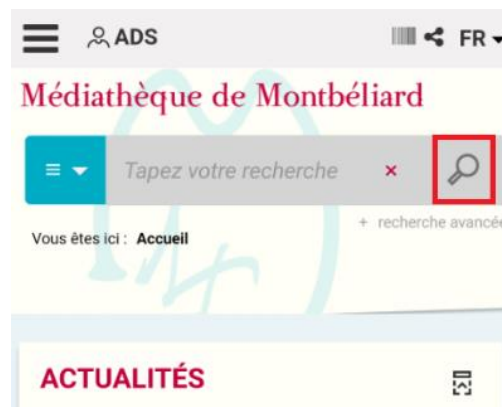 ADS FR
Médiathèque de Montbéliard
Tapez votre recherche ×
+ recherche avancée
Vous êtes ici : Accueil
ACTUALITÉS